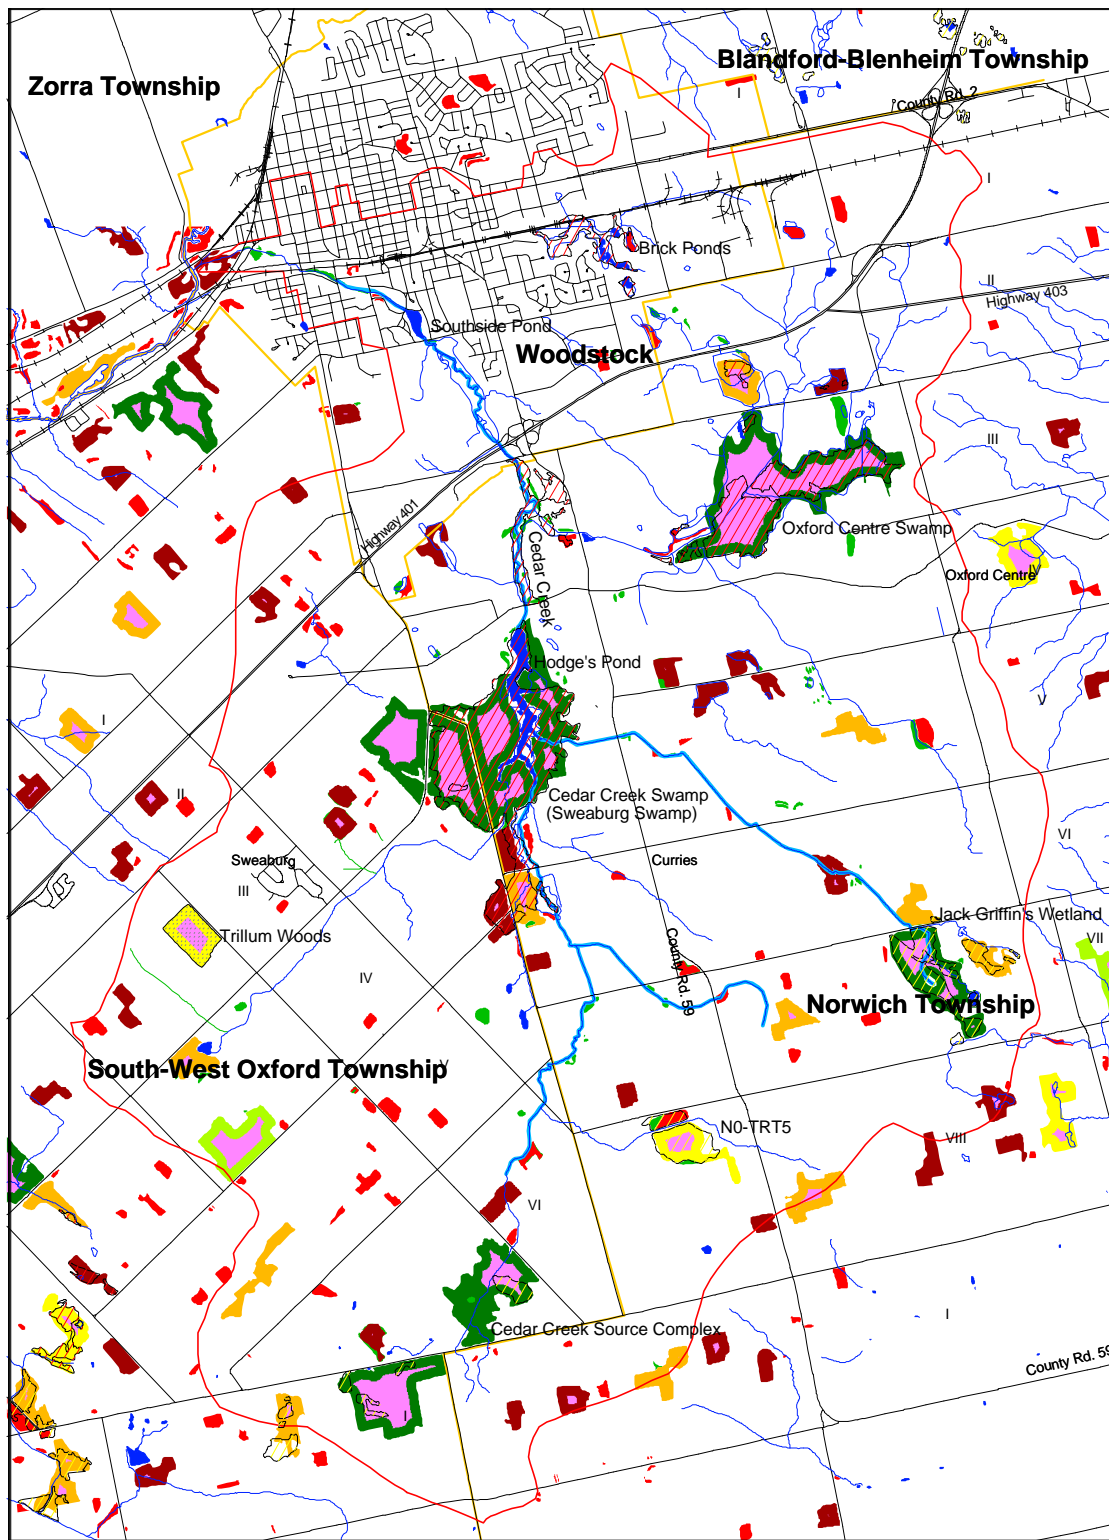 Blandford-Blenheim Township
Zorra Township
I
County Rd. 2
I
Brick Ponds
II
Highway 403
Southside Pond
Woodstock
III
Oxford Centre Swamp
Highway 401
Cedar Creek
Oxford Centre
IV
Hodge's Pond
V
I
II
Cedar Creek Swamp
(Sweaburg Swamp)
VI
Sweaburg
Curries
III
Jack Griffin's Wetland
Trillum Woods
VII
IV
County Rd. 59
Norwich Township
South-West Oxford Township
V
N0-TRT5
VIII
VI
I
Cedar Creek Source Complex
County Rd. 59
I